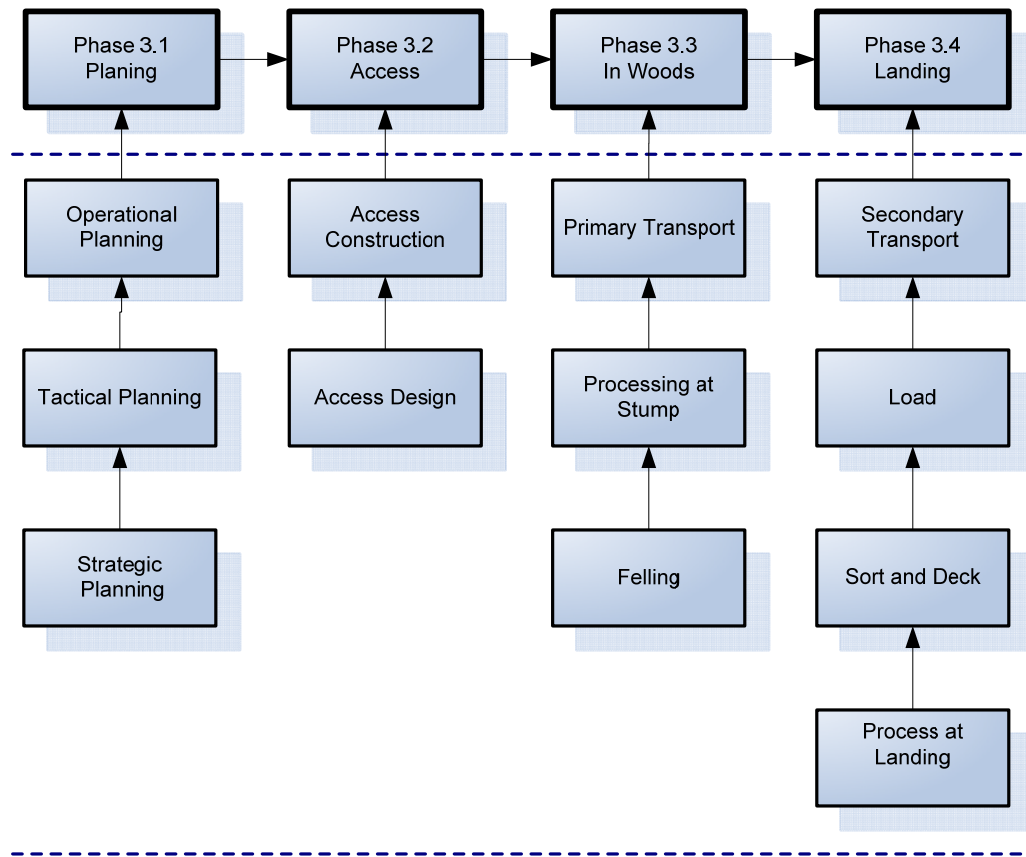 Phase 3.1
Planing
Phase 3.2
Access
Phase 3.3
In Woods
Phase 3.4
Landing
Operational
Planning
Access
Construction
Primary Transport
Secondary
Transport
Tactical Planning
Access Design
Processing at
Stump
Load
Strategic
Planning
Felling
Sort and Deck
Process at
Landing